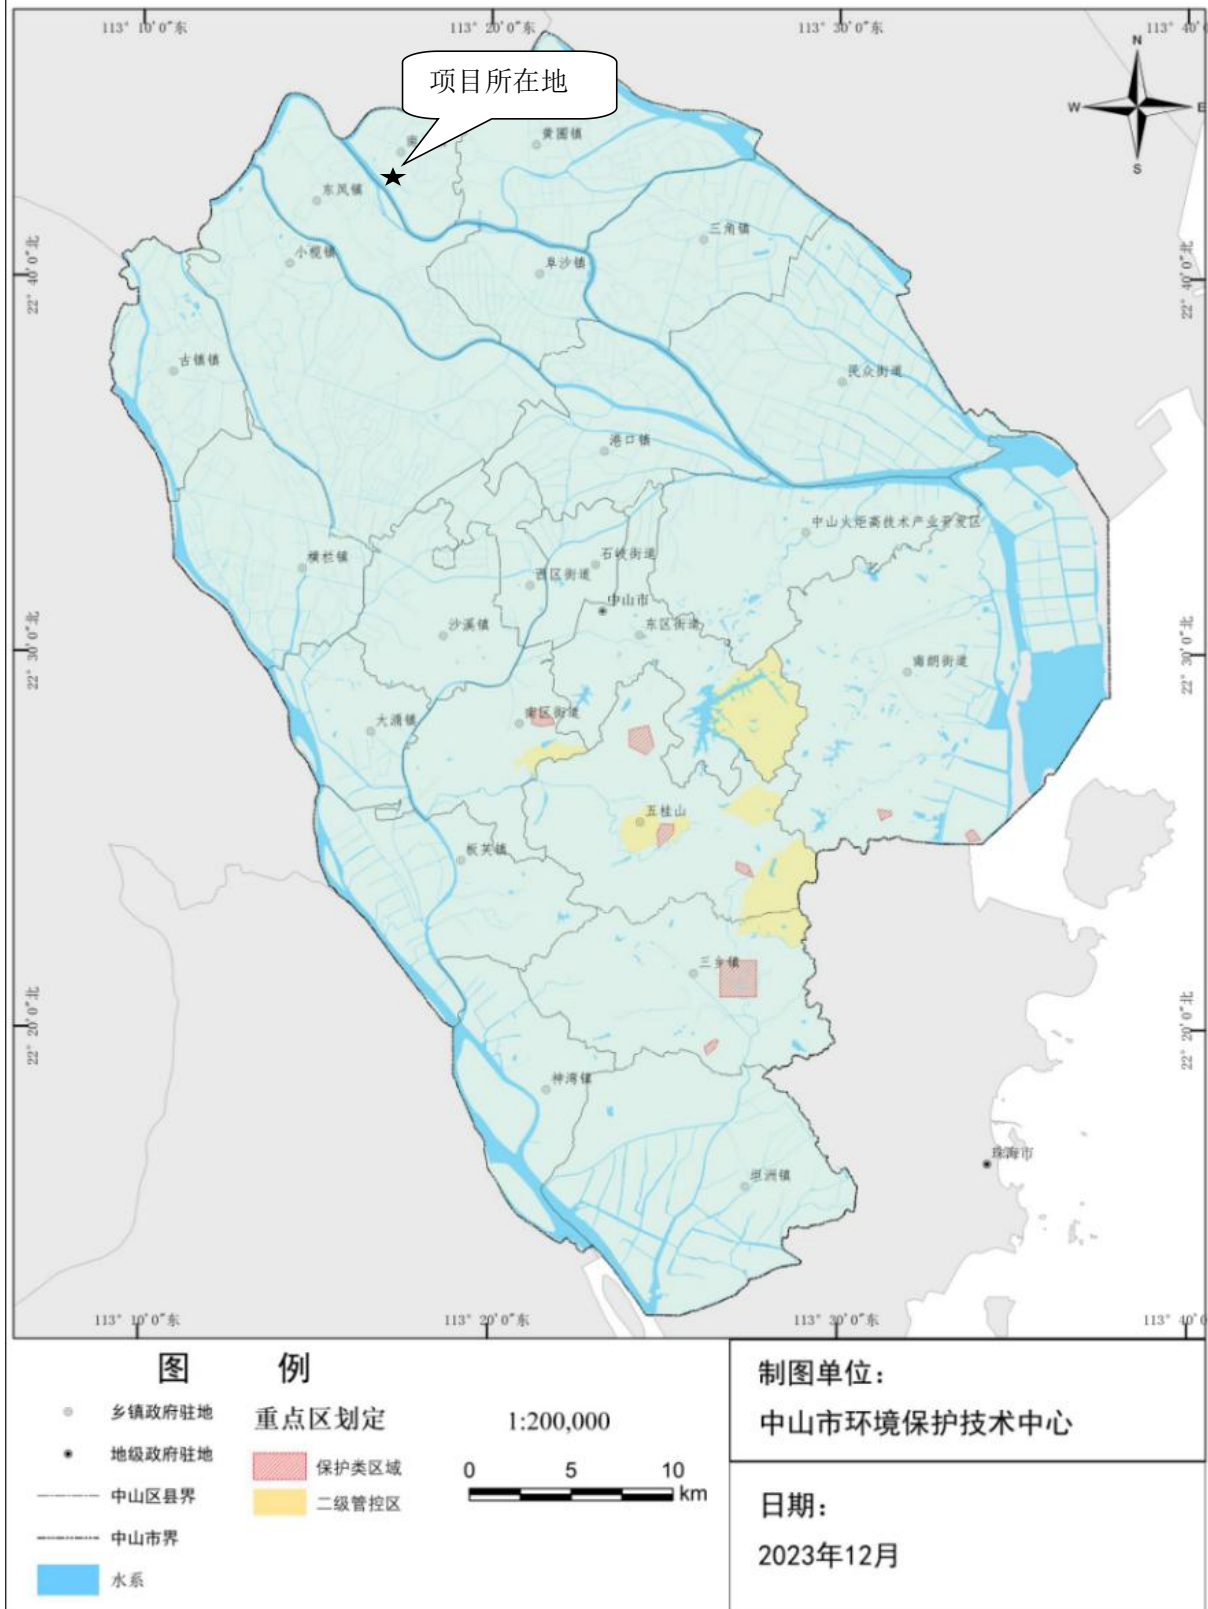 113° 10′0″东
113° 20′0″东
113° 30′0″东
113° 40′0
项目所在地
N
W
E
S
南
黄圃镇
东凤镇
三角镇
小榄镇
阜沙镇
22° 40′0″北
22° 40′0″北
古镇镇
民众街道
港口镇
中山火炬高技术产业开发区
横栏镇
石岐街道
西区街道
中山市
沙溪镇
东区街道
22° 30′0″北
22° 30′0″北
南朗街道
大涌镇
南区街道
五桂山
板芙镇
三乡镇
22° 20′0″北
22° 20′0″北
神湾镇
珠海市
坦洲镇
113° 10′0″东
113° 20′0″东
113° 30′0″东
113° 40′0
图 例
乡镇政府驻地
地级政府驻地
中山区县界
中山市界
水系
重点区划定
保护类区域
二级管控区
1:200,000
0 5 10
km
制图单位：
中山市环境保护技术中心
日期：
2023年12月